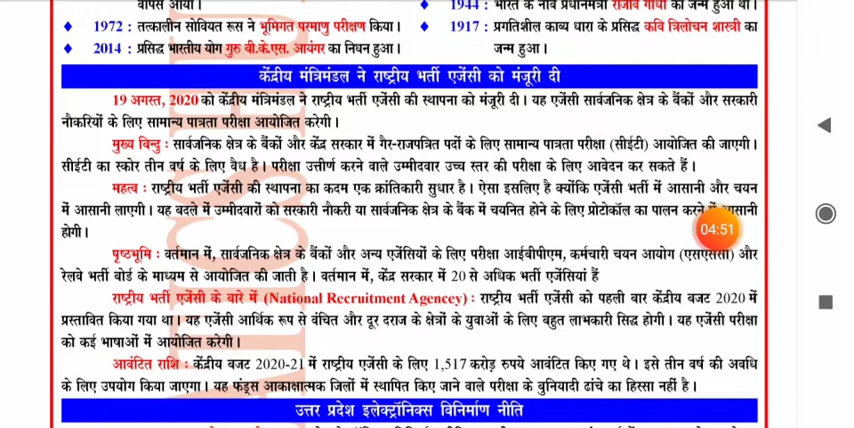 वापस आया।
1944 : भारत के नौवें प्रधानमंत्री राजीव गांधी का जन्म हुआ था।
♦ 1972 : तत्कालीन सोवियत रूस ने भूमिगत परमाणु परीक्षण किया।
♦ 1917 : प्रगतिशील काव्य धारा के प्रसिद्ध कवि त्रिलोचन शास्त्री का
♦ 2014 : प्रसिद्ध भारतीय योग गुरु बी.के.एस. आयंगर का निधन हुआ।
जन्म हुआ।
केंद्रीय मंत्रिमंडल ने राष्ट्रीय भर्ती एजेंसी को मंजूरी दी
19 अगस्त, 2020 को केंद्रीय मंत्रिमंडल ने राष्ट्रीय भर्ती एजेंसी की स्थापना को मंजूरी दी। यह एजेंसी सार्वजनिक क्षेत्र के बैंकों और सरकारी
नौकरियों के लिए सामान्य पात्रता परीक्षा आयोजित करेगी।
मुख्य बिन्दु : सार्वजनिक क्षेत्र के बैंकों और केंद्र सरकार में गैर-राजपत्रित पदों के लिए सामान्य पात्रता परीक्षा (सीईटी) आयोजित की जाएगी।
सीईटी का स्कोर तीन वर्ष के लिए वैध है। परीक्षा उत्तीर्ण करने वाले उम्मीदवार उच्च स्तर की परीक्षा के लिए आवेदन कर सकते हैं।
महत्व : राष्ट्रीय भर्ती एजेंसी की स्थापना का कदम एक क्रांतिकारी सुधार है। ऐसा इसलिए है क्योंकि एजेंसी भर्ती में आसानी और चयन
में आसानी लाएगी। यह बदले में उम्मीदवारों को सरकारी नौकरी या सार्वजनिक क्षेत्र के बैंक में चयनित होने के लिए प्रोटोकॉल का पालन करने
04:51
होगी।
पृष्ठभूमि : वर्तमान में, सार्वजनिक क्षेत्र के बैंकों और अन्य एजेंसियों के लिए परीक्षा आईबीपीएम, कर्मचारी चयन आयोग (एसएससी) और
रेलवे भर्ती बोर्ड के माध्यम से आयोजित की जाती है। वर्तमान में, केंद्र सरकार में 20 से अधिक भर्ती एजेंसियां हैं
राष्ट्रीय भर्ती एजेंसी के बारे में (National Recruitment Agencey) : राष्ट्रीय भर्ती एजेंसी को पहली बार केंद्रीय बजट 2020 में
प्रस्तावित किया गया था। यह एजेंसी आर्थिक रूप से वंचित और दूर दराज के क्षेत्रों के युवाओं के लिए बहुत लाभकारी सिद्ध होगी। यह एजेंसी परीक्षा
को कई भाषाओं में आयोजित करेगी।
आवंटित राशि : केंद्रीय बजट 2020-21 में राष्ट्रीय एजेंसी के लिए 1,517 करोड़ रुपये आवंटित किए गए थे। इसे तीन वर्ष की अवधि
के लिए उपयोग किया जाएगा। यह फंड्स आकाक्षात्मक जिलों में स्थापित किए जाने वाले परीक्षा के बुनियादी ढांचे का हिस्सा नहीं है।
उत्तर प्रदेश इलेक्ट्रॉनिक्स विनिर्माण नीति